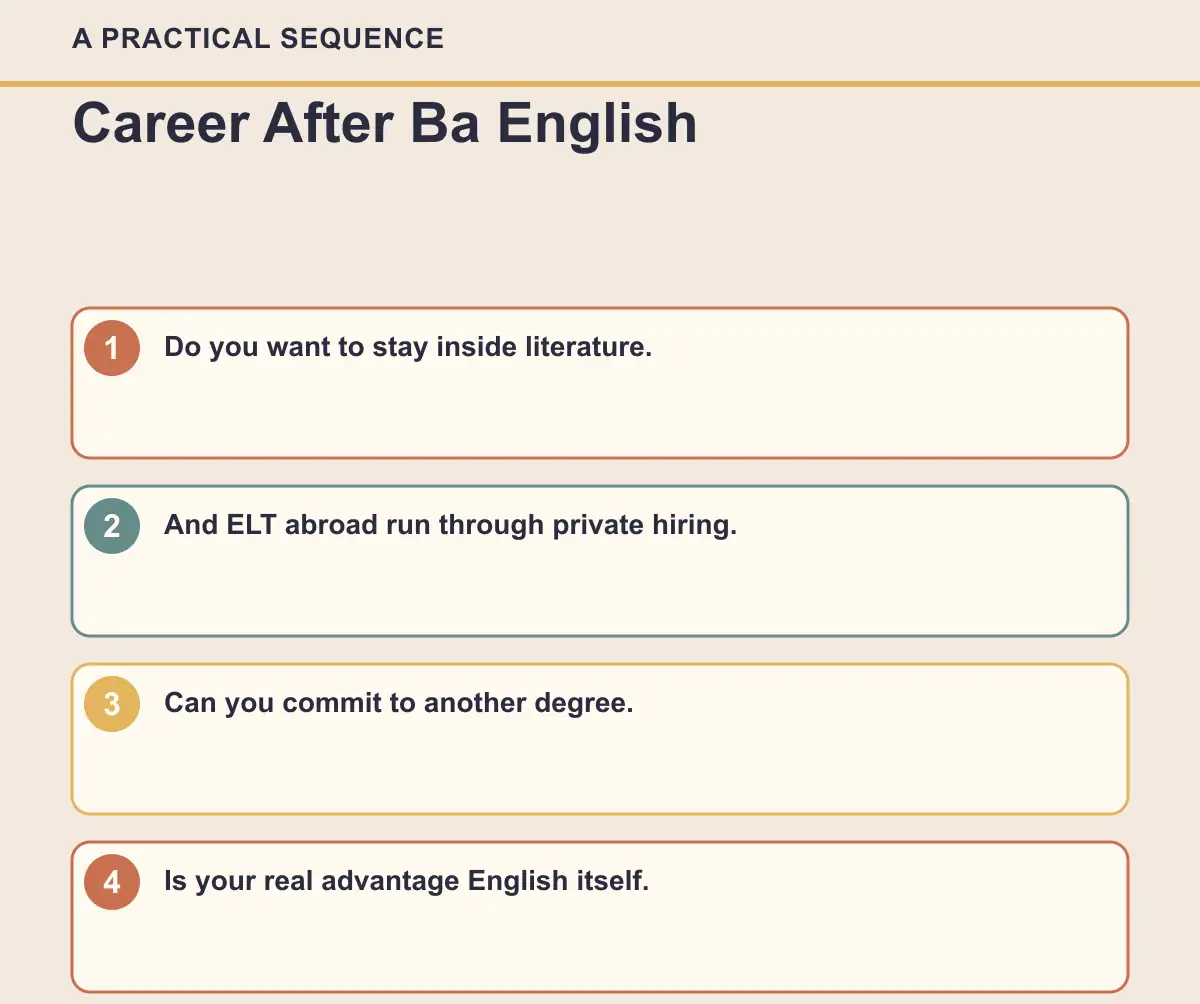 A PRACTICAL SEQUENCE
Career After Ba English
1 Do you want to stay inside literature.
2 And ELT abroad run through private hiring.
3 Can you commit to another degree.
4 Is your real advantage English itself.